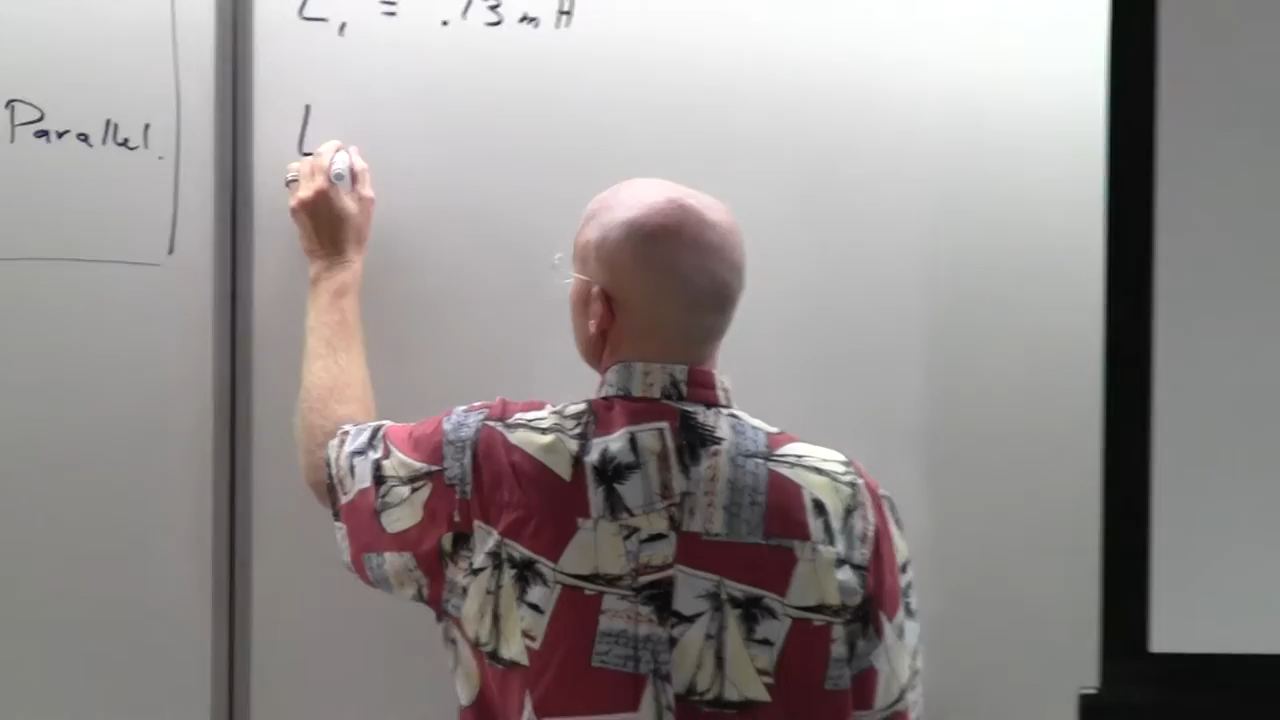 Parallel.
L₁ = .13 mH
L